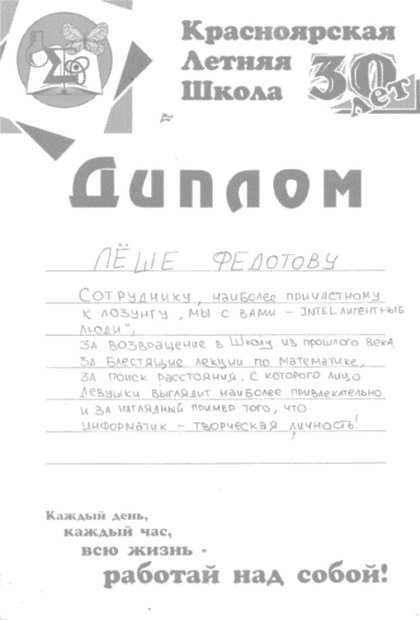 Красноярская
Летняя
Школа
30
лет
Диплом
ЛЁШЕ ФЕДОТОВУ
СОТРУДНИКУ, НАИБОЛЕЕ ПРИЧАСТНОМУ
К ЛОЗУНГУ „МЫ С ВАМИ – INTELЛИГЕНТНЫЕ
ЛЮДИ",
ЗА ВОЗВРАЩЕНИЕ В ШКОЛУ ИЗ ПРОШЛОГО ВЕКА,
ЗА БЛЕСТЯЩИЕ ЛЕКЦИИ ПО МАТЕМАТИКЕ,
ЗА ПОИСК РАССТОЯНИЯ, С КОТОРОГО ЛИЦО
ДЕВУШКИ ВЫГЛЯДИТ НАИБОЛЕЕ ПРИВЛЕКАТЕЛЬНО
И ЗА НАГЛЯДНЫЙ ПРИМЕР ТОГО, ЧТО
ИНФОРМАТИК – ТВОРЧЕСКАЯ ЛИЧНОСТЬ!
Каждый день,
каждый час,
всю жизнь -
работай над собой!